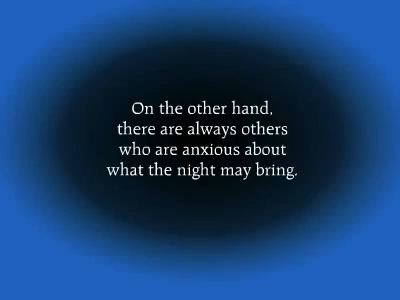 On the other hand,
there are always others
who are anxious about
what the night may bring.